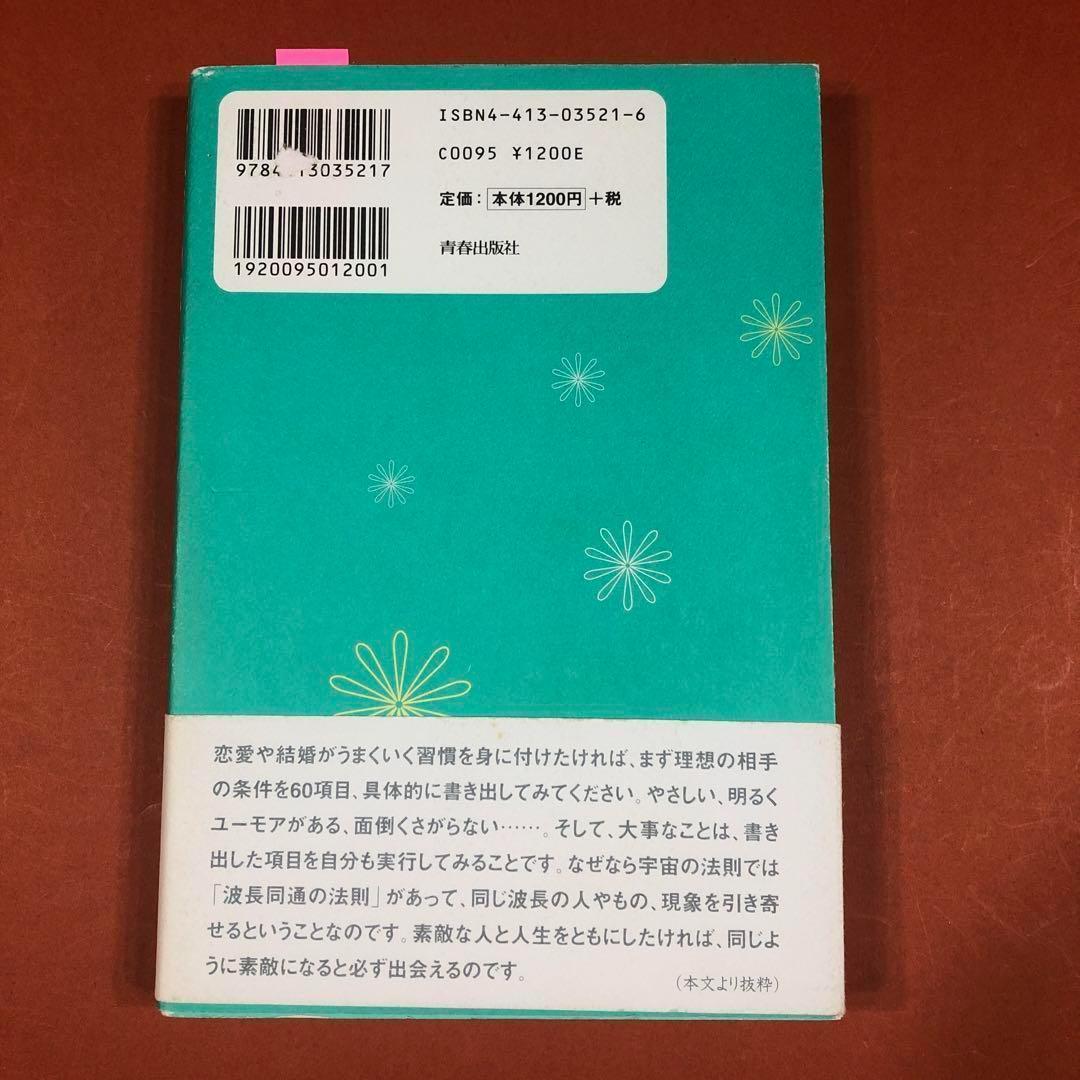 ISBN4-413-03521-6
C0095 ¥1200E
定価：本体1200円＋税
青春出版社
9784 13035217
1920095012001
恋愛や結婚がうまくいく習慣を身に付けたければ、まず理想の相手
の条件を60項目、具体的に書き出してみてください。やさしい、明るく
ユーモアがある、面倒くさがらない……。そして、大事なことは、書き
出した項目を自分も実行してみることです。なぜなら宇宙の法則では
「波長同通の法則」があって、同じ波長の人やもの、現象を引き寄
せるということなのです。素敵な人と人生をともにしたければ、同じよ
うに素敵になると必ず出会えるのです。
（本文より抜粋）